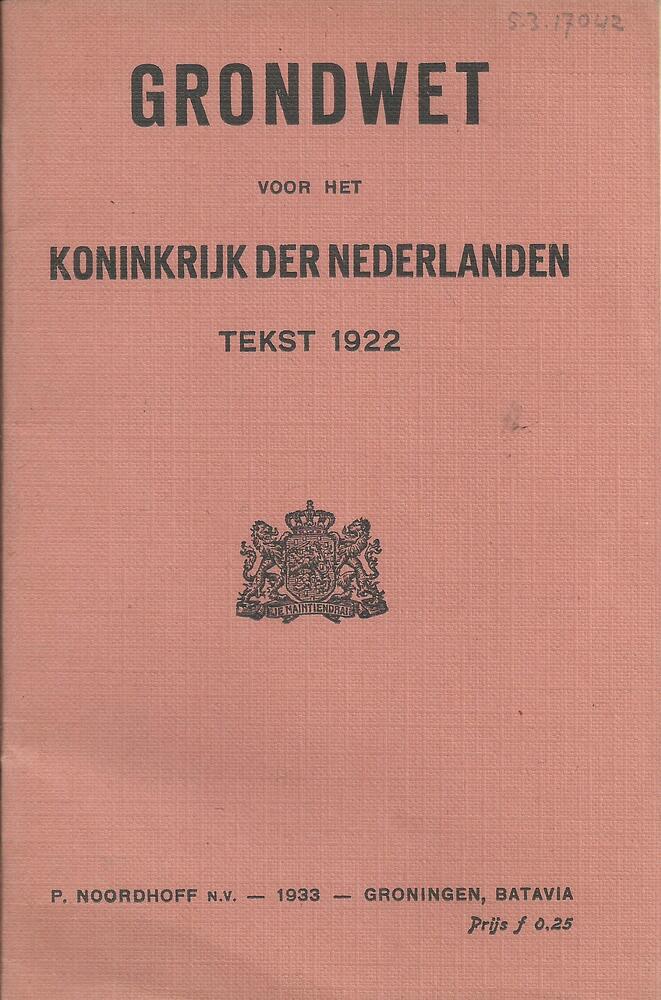 5.3.17042
GRONDWET
VOOR HET
KONINKRIJK DER NEDERLANDEN
TEKST 1922
JE MAINTIENDRAI
P. NOORDHOFF N.V. — 1933 — GRONINGEN, BATAVIA
Prijs f 0,25